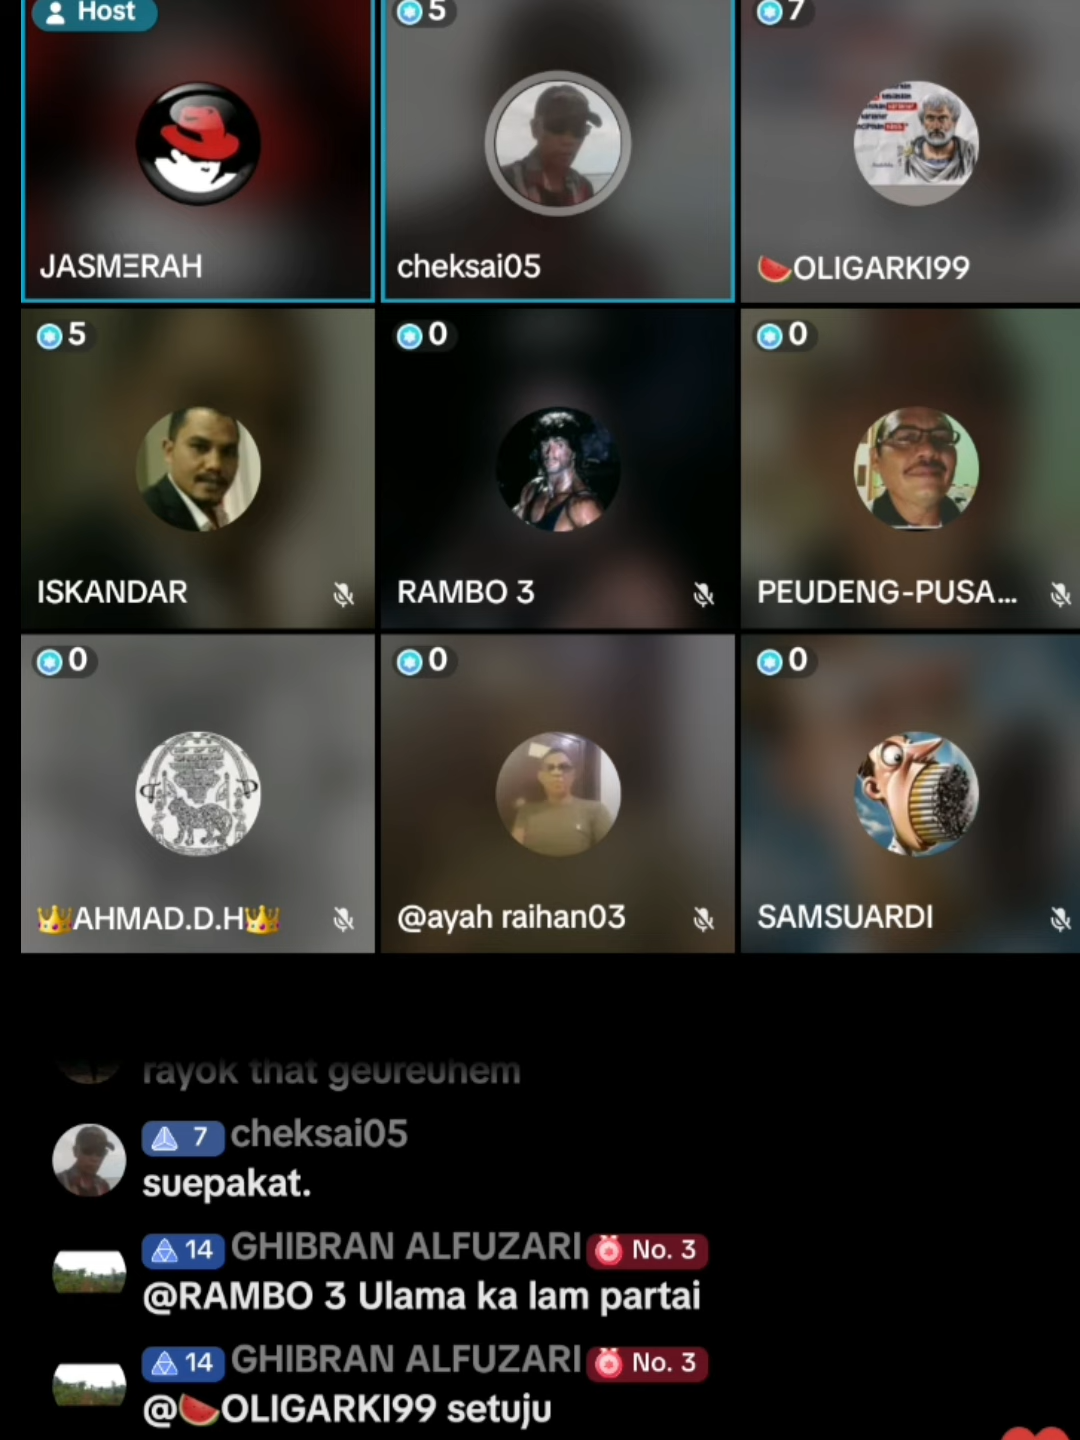 Host
5
7
JASMΞRAH
cheksai05
🍉OLIGARKI99
5
0
0
ISKANDAR
RAMBO 3
PEUDENG-PUSA...
0
0
0
👑AHMAD.D.H👑
@ayah raihan03
SAMSUARDI
rayok that geureuhem
7 cheksai05
suepakat.
14 GHIBRAN ALFUZARI No. 3
@RAMBO 3 Ulama ka lam partai
14 GHIBRAN ALFUZARI No. 3
@🍉OLIGARKI99 setuju